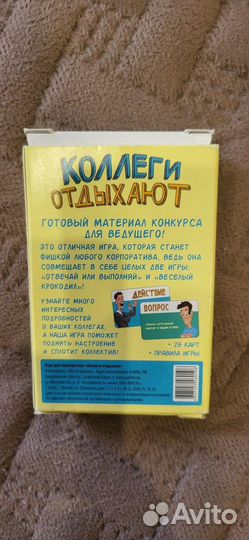 КОЛЛЕГИ
ОТДЫХАЮТ
ГОТОВЫЙ МАТЕРИАЛ КОНКУРСА
ДЛЯ ВЕДУЩЕГО!
ЭТО ОТЛИЧНАЯ ИГРА, КОТОРАЯ СТАНЕТ
ФИШКОЙ ЛЮБОГО КОРПОРАТИВА, ВЕДЬ ОНА
СОВМЕЩАЕТ В СЕБЕ ЦЕЛЫХ ДВЕ ИГРЫ:
«ОТВЕЧАЙ ИЛИ ВЫПОЛНЯЙ» И «ВЕСЕЛЫЙ
КРОКОДИЛ»!
УЗНАЙТЕ МНОГО
ИНТЕРЕСНЫХ
ПОДРОБНОСТЕЙ
О ВАШИХ КОЛЛЕГАХ,
А НАША ИГРА ПОМОЖЕТ
ПОДНЯТЬ НАСТРОЕНИЕ
И СПЛОТИТ КОЛЛЕКТИВ!
ДЕЙСТВИЕ
ВОПРОС
• 29 КАРТ
• ПРАВИЛА ИГРЫ
Avito